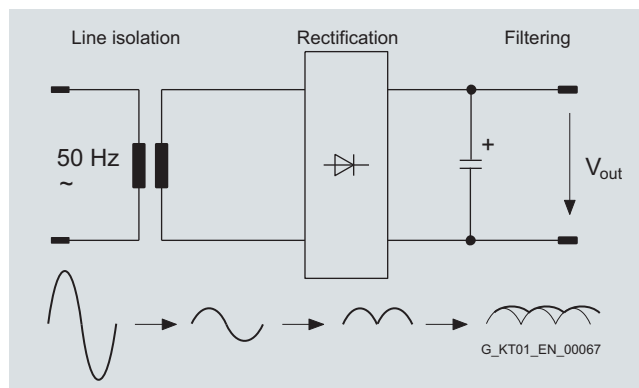 Line isolation
Rectification
Filtering
50 Hz
~
+
Vout
G_KT01_EN_00067